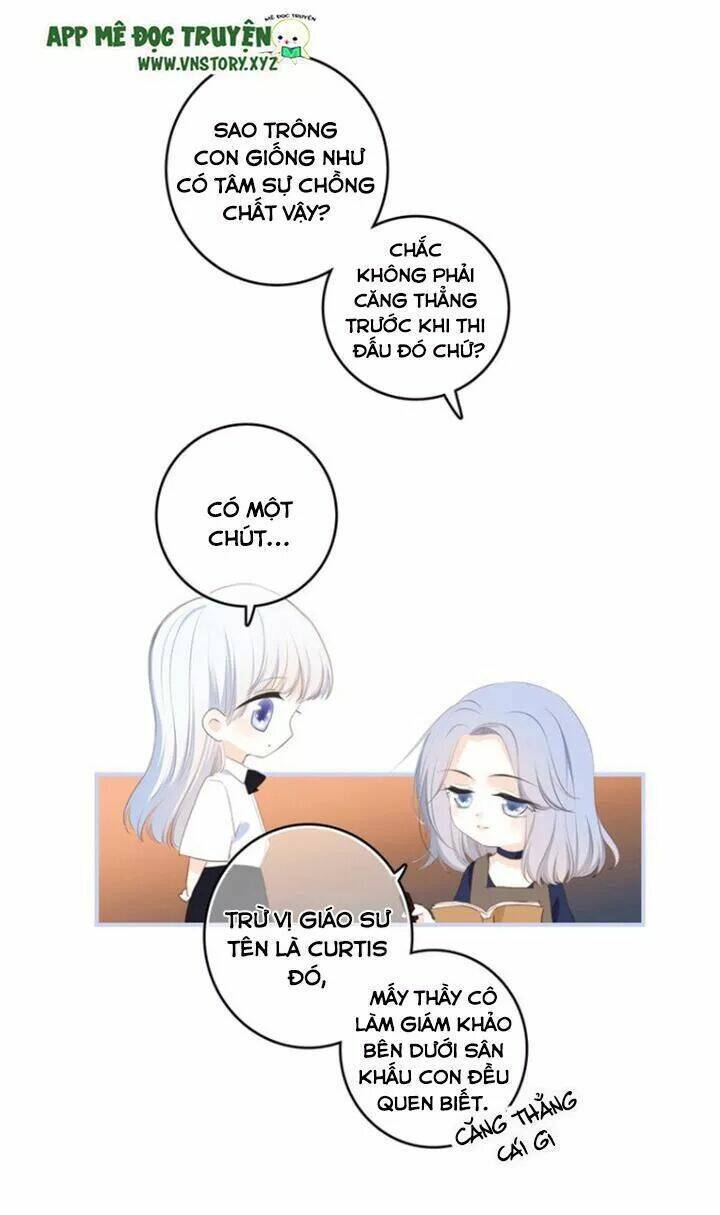 APP MÊ ĐỌC TRUYỆN
MÊ ĐỌC TRUYỆN
WWW.VNSTORY.XYZ
SAO TRÔNG
CON GIỐNG NHƯ
CÓ TÂM SỰ CHỒNG
CHẤT VẬY?
CHẮC
KHÔNG PHẢI
CĂNG THẲNG
TRƯỚC KHI THI
ĐẤU ĐÓ CHỨ?
CÓ MỘT
CHÚT...
TRỪ VỊ GIÁO SƯ
TÊN LÀ CURTIS
ĐÓ,
MẤY THẦY CÔ
LÀM GIÁM KHẢO
BÊN DƯỚI SÂN
KHẤU CON ĐỀU
QUEN BIẾT.
CĂNG THẲNG
CÁI GÌ